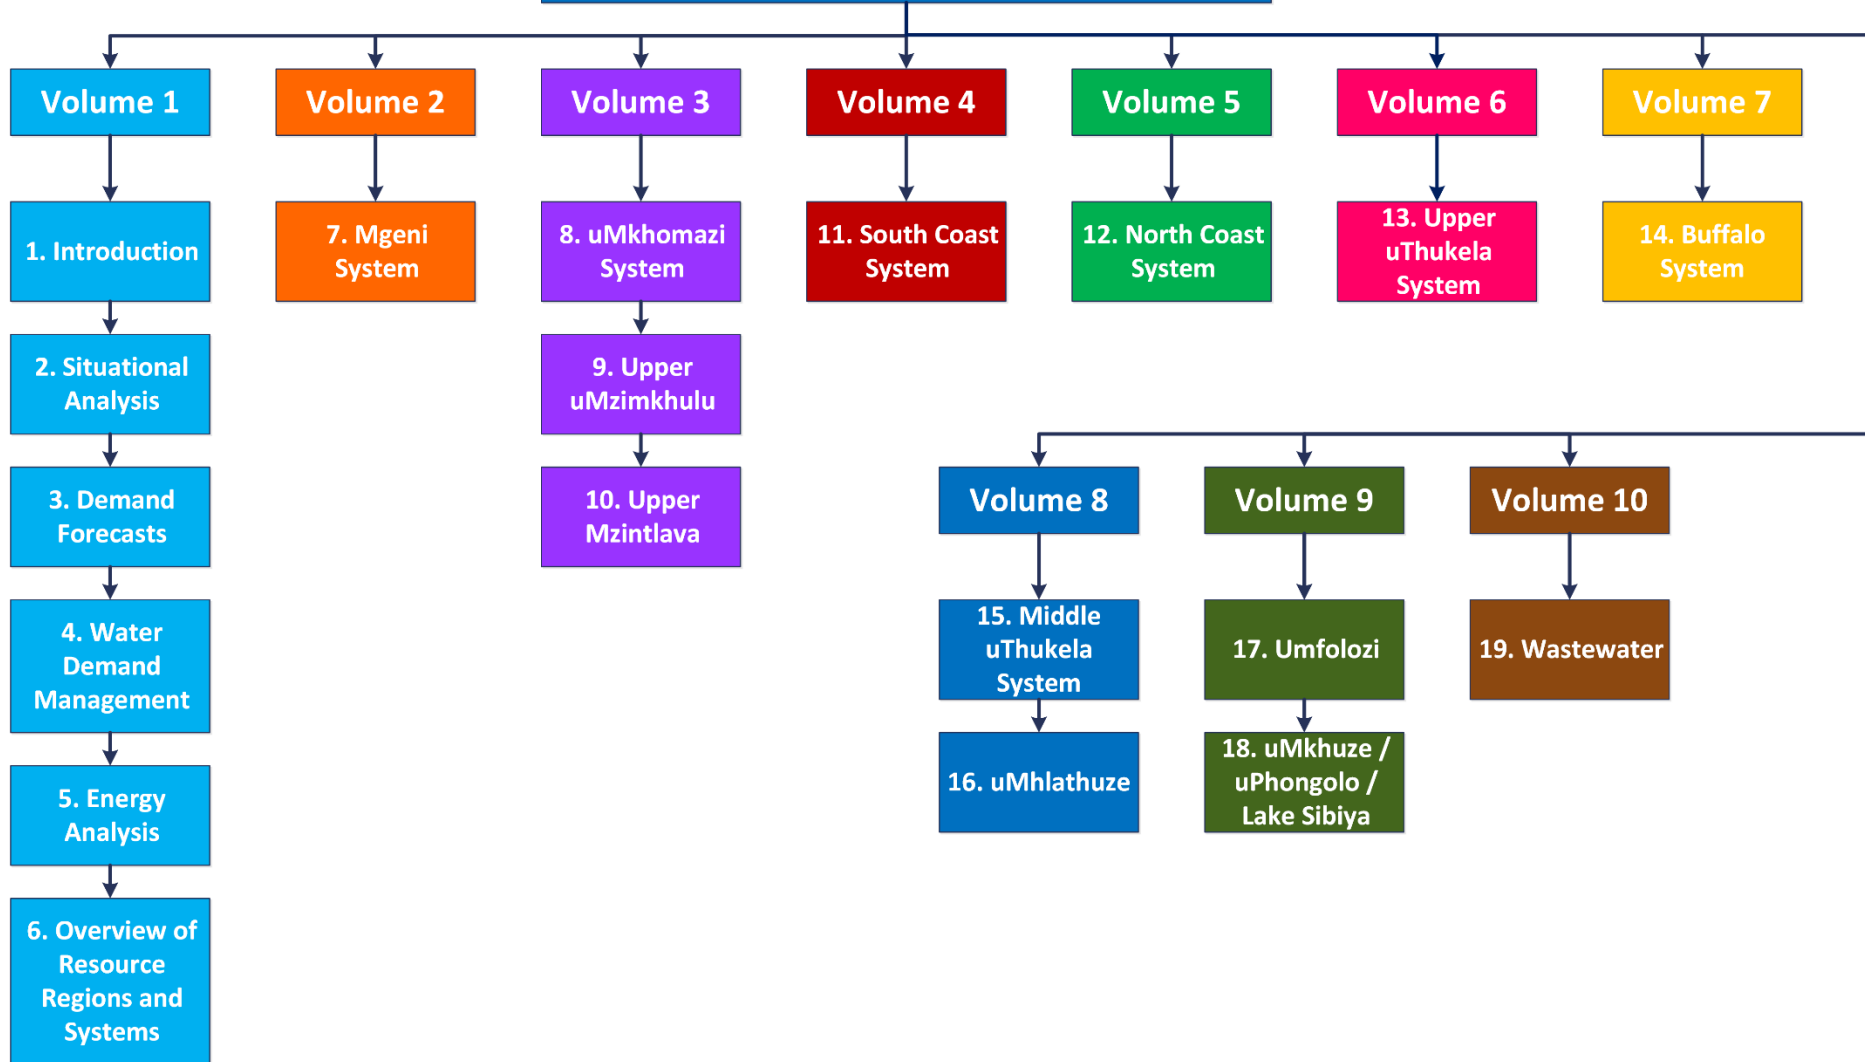 Volume 1
Volume 2
Volume 3
Volume 4
Volume 5
Volume 6
Volume 7
1. Introduction
7. Mgeni
System
8. uMkhomazi
System
11. South Coast
System
12. North Coast
System
13. Upper
uThukela
System
14. Buffalo
System
2. Situational
Analysis
9. Upper
uMzimkhulu
3. Demand
Forecasts
10. Upper
Mzintlava
Volume 8
Volume 9
Volume 10
4. Water
Demand
Management
15. Middle
uThukela
System
17. Umfolozi
19. Wastewater
5. Energy
Analysis
16. uMhlathuze
18. uMkhuze /
uPhongolo /
Lake Sibiya
6. Overview of
Resource
Regions and
Systems